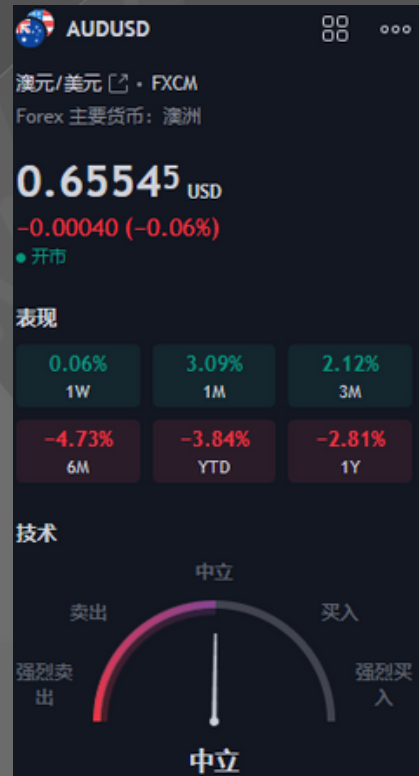 AUDUSD
澳元/美元 • FXCM
Forex 主要货币：澳洲
0.65545 USD
−0.00040 (−0.06%)
开市
表现
0.06% 3.09% 2.12%
1W 1M 3M
−4.73% −3.84% −2.81%
6M YTD 1Y
技术
中立
卖出 买入
强烈卖出 强烈买入
中立